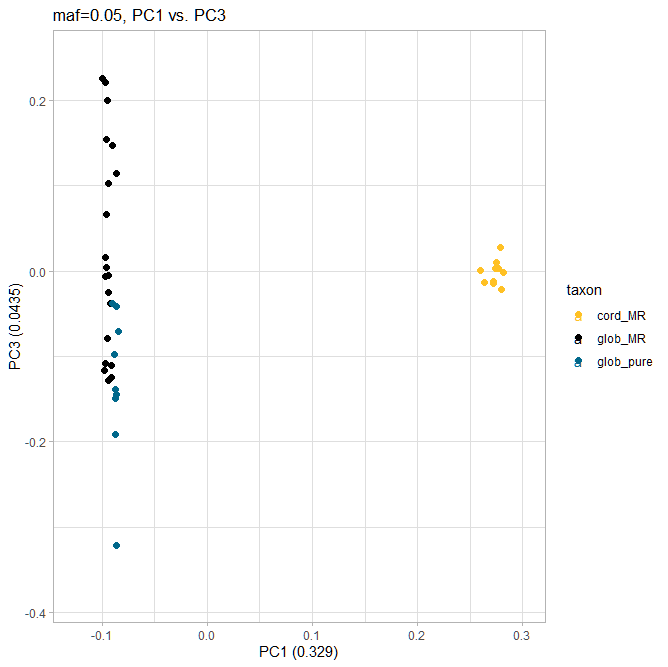 maf=0.05, PC1 vs. PC3
0.2
0.0
-0.2
-0.4
PC3 (0.0435)
-0.1
0.0
0.1
0.2
0.3
PC1 (0.329)
taxon
a cord_MR
a glob_MR
a glob_pure